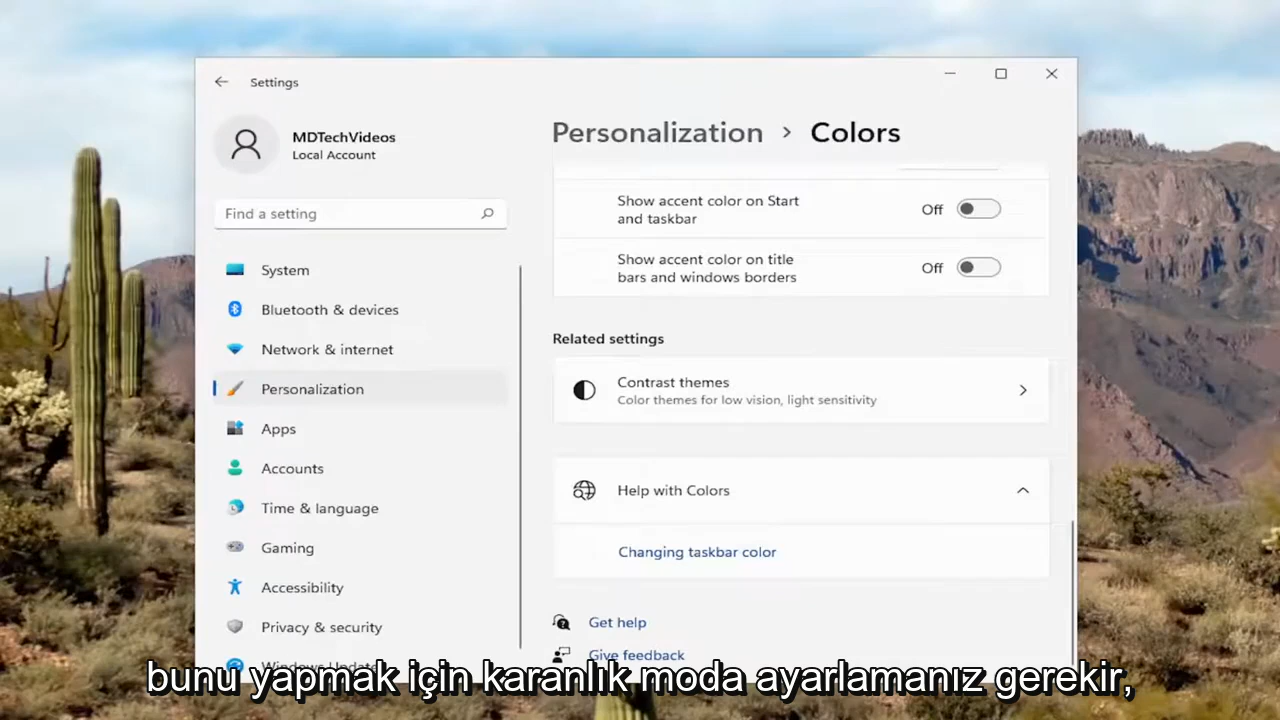 Settings
MDTechVideos
Local Account
Find a setting
System
Bluetooth & devices
Network & internet
Personalization
Apps
Accounts
Time & language
Gaming
Accessibility
Privacy & security
Windows Update
Personalization > Colors
Show accent color on Start
and taskbar
Off
Show accent color on title
bars and windows borders
Off
Related settings
Contrast themes
Color themes for low vision, light sensitivity
Help with Colors
Changing taskbar color
Get help
Give feedback
bunu yapmak için karanlık moda ayarlamanız gerekir,